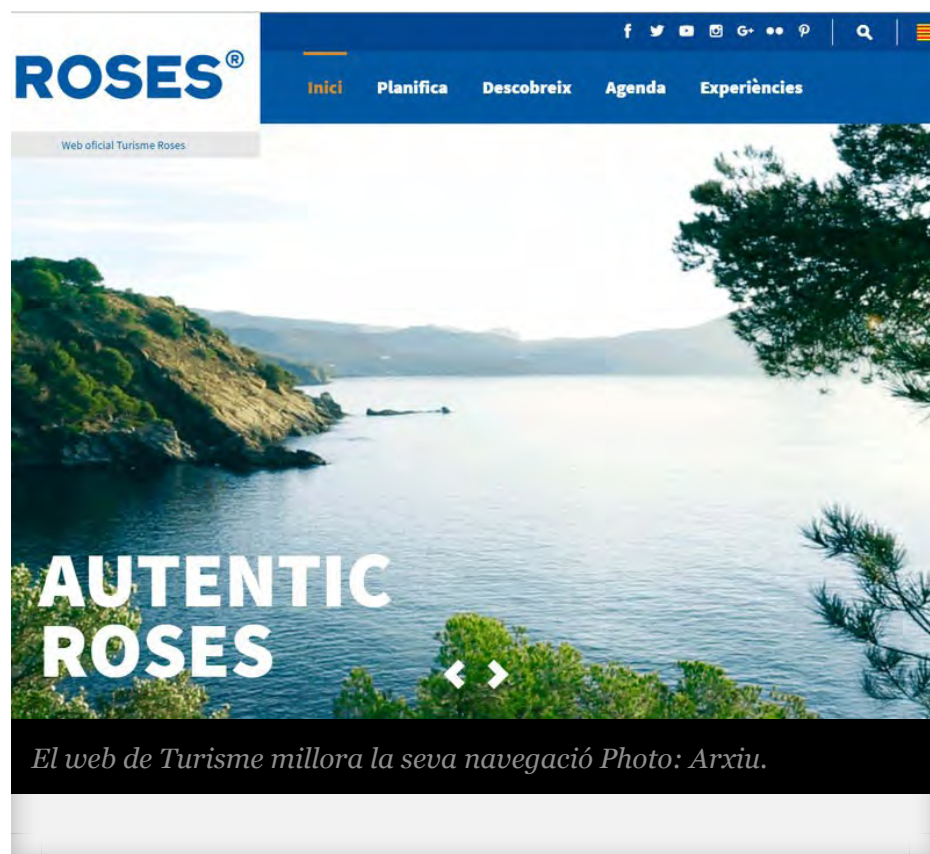 ROSES®
Inici Planifica Descobreix Agenda Experiències
Web oficial Turisme Roses
AUTENTIC
ROSES
El web de Turisme millora la seva navegació Photo: Arxiu.